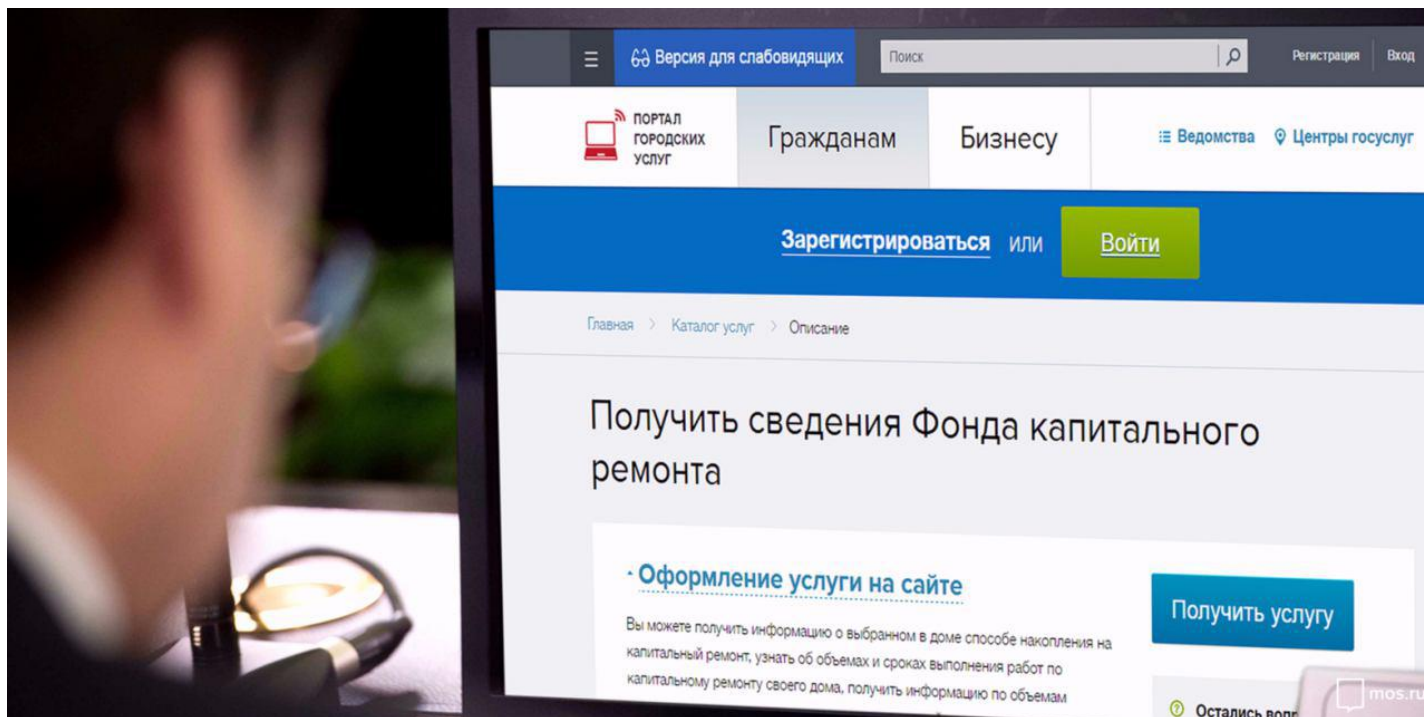 Версия для слабовидящих
Поиск
Регистрация
Вход
ПОРТАЛ
ГОРОДСКИХ
УСЛУГ
Гражданам
Бизнесу
Ведомства
Центры госуслуг
Зарегистрироваться или Войти
Главная > Каталог услуг > Описание
Получить сведения Фонда капитального
ремонта
Оформление услуги на сайте
Получить услугу
Вы можете получить информацию о выбранном в доме способе накопления на
капитальный ремонт, узнать об объемах и сроках выполнения работ по
капитальному ремонту своего дома, получить информацию по объемам
Остались
mos.ru